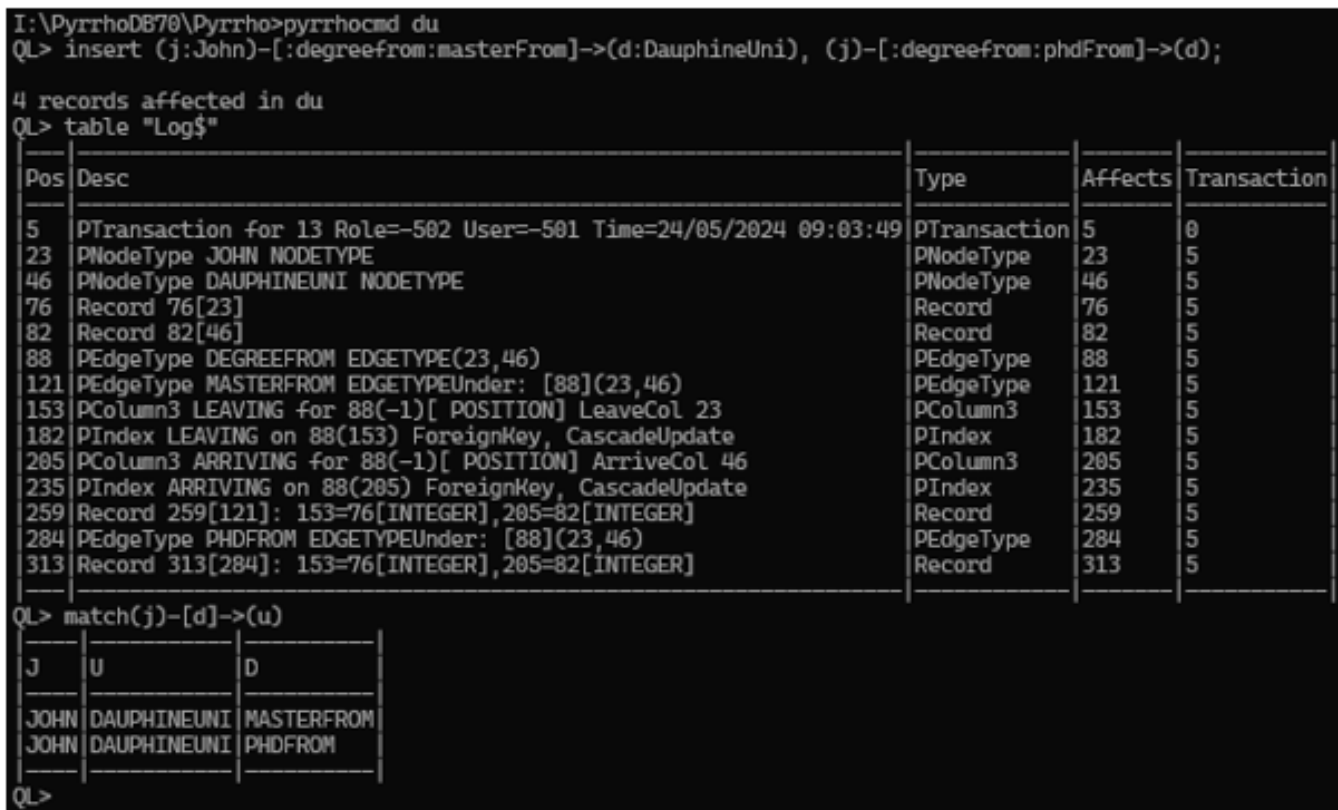 I:\PyrrhoDB70\Pyrrho>pyrrhocmd du
QL> insert (j:John)-[:degreefrom:masterFrom]->(d:DauphineUni), (j)-[:degreefrom:phdFrom]->(d);
4 records affected in du
QL> table "Log$"
|---|---|---|---|---|
|Pos|Desc|Type|Affects|Transaction|
|---|---|---|---|---|
|5|PTransaction for 13 Role=-502 User=-501 Time=24/05/2024 09:03:49|PTransaction|5|0|
|23|PNodeType JOHN NODETYPE|PNodeType|23|5|
|46|PNodeType DAUPHINEUNI NODETYPE|PNodeType|46|5|
|76|Record 76[23]|Record|76|5|
|82|Record 82[46]|Record|82|5|
|88|PEdgeType DEGREEFROM EDGETYPE(23,46)|PEdgeType|88|5|
|121|PEdgeType MASTERFROM EDGETYPEUnder: [88](23,46)|PEdgeType|121|5|
|153|PColumn3 LEAVING for 88(-1)[ POSITION] LeaveCol 23|PColumn3|153|5|
|182|PIndex LEAVING on 88(153) ForeignKey, CascadeUpdate|PIndex|182|5|
|205|PColumn3 ARRIVING for 88(-1)[ POSITION] ArriveCol 46|PColumn3|205|5|
|235|PIndex ARRIVING on 88(205) ForeignKey, CascadeUpdate|PIndex|235|5|
|259|Record 259[121]: 153=76[INTEGER],205=82[INTEGER]|Record|259|5|
|284|PEdgeType PHDFROM EDGETYPEUnder: [88](23,46)|PEdgeType|284|5|
|313|Record 313[284]: 153=76[INTEGER],205=82[INTEGER]|Record|313|5|
|---|---|---|---|---|
QL> match(j)-[d]->(u)
|----|-----------|----------|
|J|U|D|
|----|-----------|----------|
|JOHN|DAUPHINEUNI|MASTERFROM|
|JOHN|DAUPHINEUNI|PHDFROM|
|----|-----------|----------|
QL>